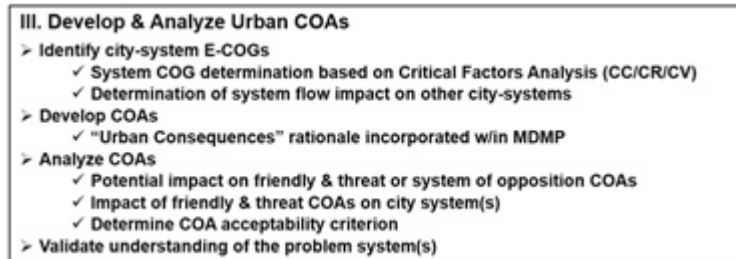 III. Develop & Analyze Urban COAs
➢ Identify city-system E-COGs
✓ System COG determination based on Critical Factors Analysis (CC/CR/CV)
✓ Determination of system flow impact on other city-systems
➢ Develop COAs
✓ “Urban Consequences” rationale incorporated w/in MDMP
➢ Analyze COAs
✓ Potential impact on friendly & threat or system of opposition COAs
✓ Impact of friendly & threat COAs on city system(s)
✓ Determine COA acceptability criterion
➢ Validate understanding of the problem system(s)